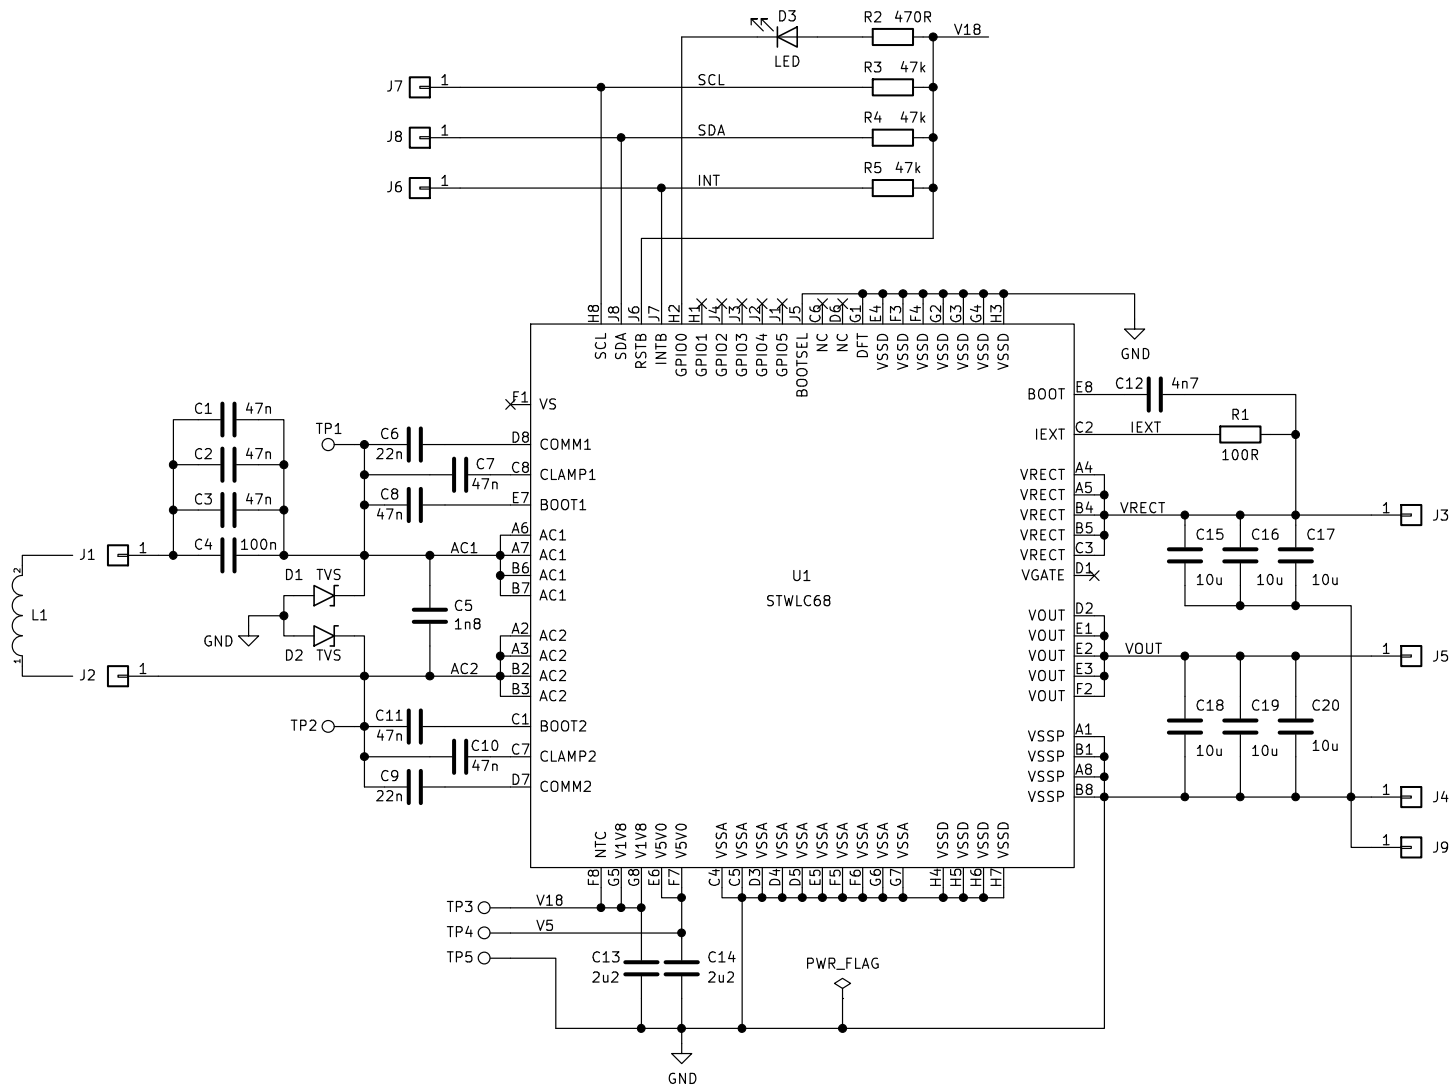 D3
R2 470R
V18
LED
R3 47k
J7 1
SCL
R4 47k
J8 1
SDA
R5 47k
J6 1
INT
H8
J8
J6
J7
H2
H1
J4
J3
J2
J1
J5
C6
D6
G1
E4
F3
F4
G2
G3
G4
H3
SCL
SDA
RSTB
INTB
GPIO0
GPIO1
GPIO2
GPIO3
GPIO4
GPIO5
BOOTSEL
NC
NC
DFT
VSSD
VSSD
VSSD
VSSD
VSSD
VSSD
VSSD
GND
C1 47n
C2 47n
C3 47n
C4 100n
J1 1
2
L1
1
J2 1
D1 TVS
GND
D2 TVS
TP1
C6
22n
C7
47n
C8
47n
AC1
C5
1n8
AC2
TP2
C11
47n
C10
47n
C9
22n
F1 VS
D8 COMM1
C8 CLAMP1
E7 BOOT1
A6 AC1
A7 AC1
B6 AC1
B7 AC1
A2 AC2
A3 AC2
B2 AC2
B3 AC2
C1 BOOT2
C7 CLAMP2
D7 COMM2
U1
STWLC68
BOOT E8
IEXT C2
VRECT A4
VRECT A5
VRECT B4
VRECT B5
VRECT C3
VGATE D1
VOUT D2
VOUT E1
VOUT E2
VOUT E3
VOUT F2
VSSP A1
VSSP B1
VSSP A8
VSSP B8
C12 4n7
IEXT
R1
100R
VRECT
1 J3
C15
10u
C16
10u
C17
10u
VOUT
1 J5
C18
10u
C19
10u
C20
10u
1 J4
1 J9
NTC
V1V8
V1V8
V5V0
V5V0
VSSA
VSSA
VSSA
VSSA
VSSA
VSSA
VSSA
VSSA
VSSA
VSSA
VSSD
VSSD
VSSD
VSSD
F8
G5
G8
E6
F7
C4
C5
D3
D4
D5
E5
F5
F6
G6
G7
H4
H5
H6
H7
TP3 V18
TP4 V5
TP5
C13
2u2
C14
2u2
PWR_FLAG
GND